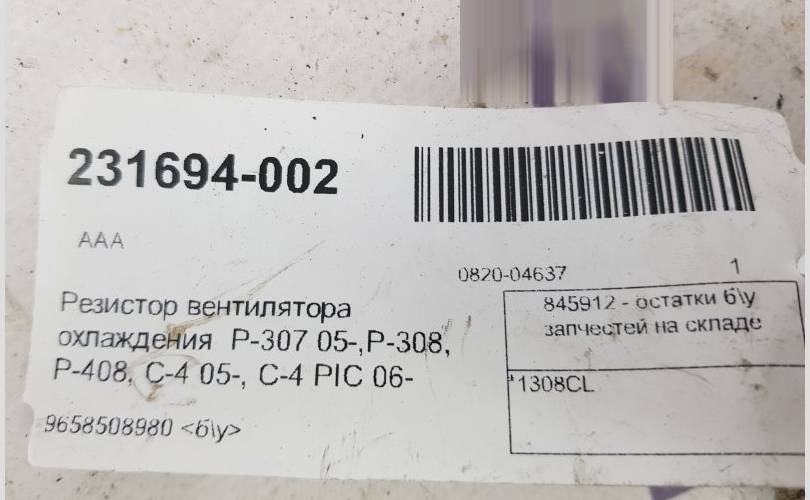 231694-002
AAA
0820-04637
1
Резистор вентилятора
охлаждения P-307 05-,P-308,
P-408, C-4 05-, C-4 PIC 06-
9658508980 <б\у>
845912 - остатки б\у
запчестей на складе
*1308CL